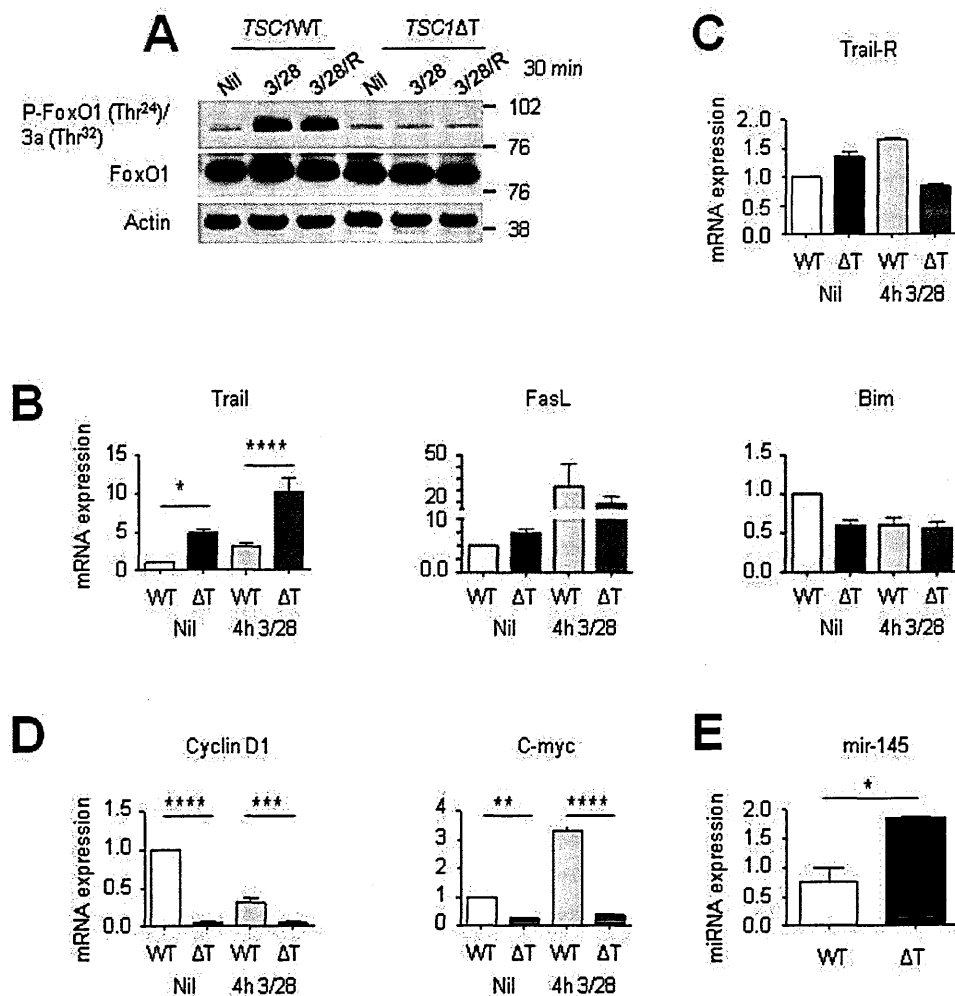 A
TSC1WT TSC1ΔT
Nil 3/28 3/28/R Nil 3/28 3/28/R 30 min
P-FoxO1 (Thr24)/
3a (Thr32)
102
76
FoxO1
76
Actin
38
C
Trail-R
mRNA expression
2.0
1.5
1.0
0.5
0.0
WT ΔT WT ΔT
Nil 4h 3/28
B
Trail
mRNA expression
15
10
5
0
* ****
WT ΔT WT ΔT
Nil 4h 3/28
FasL
50
20
10
0.0
WT ΔT WT ΔT
Nil 4h 3/28
Bim
1.5
1.0
0.5
0.0
WT ΔT WT ΔT
Nil 4h 3/28
D
Cyclin D1
mRNA expression
1.5
1.0
0.5
0.0
**** ***
WT ΔT WT ΔT
Nil 4h 3/28
C-myc
4
3
2
1
0
** ****
WT ΔT WT ΔT
Nil 4h 3/28
E
mir-145
miRNA expression
2.0
1.5
1.0
0.5
0.0
*
WT ΔT